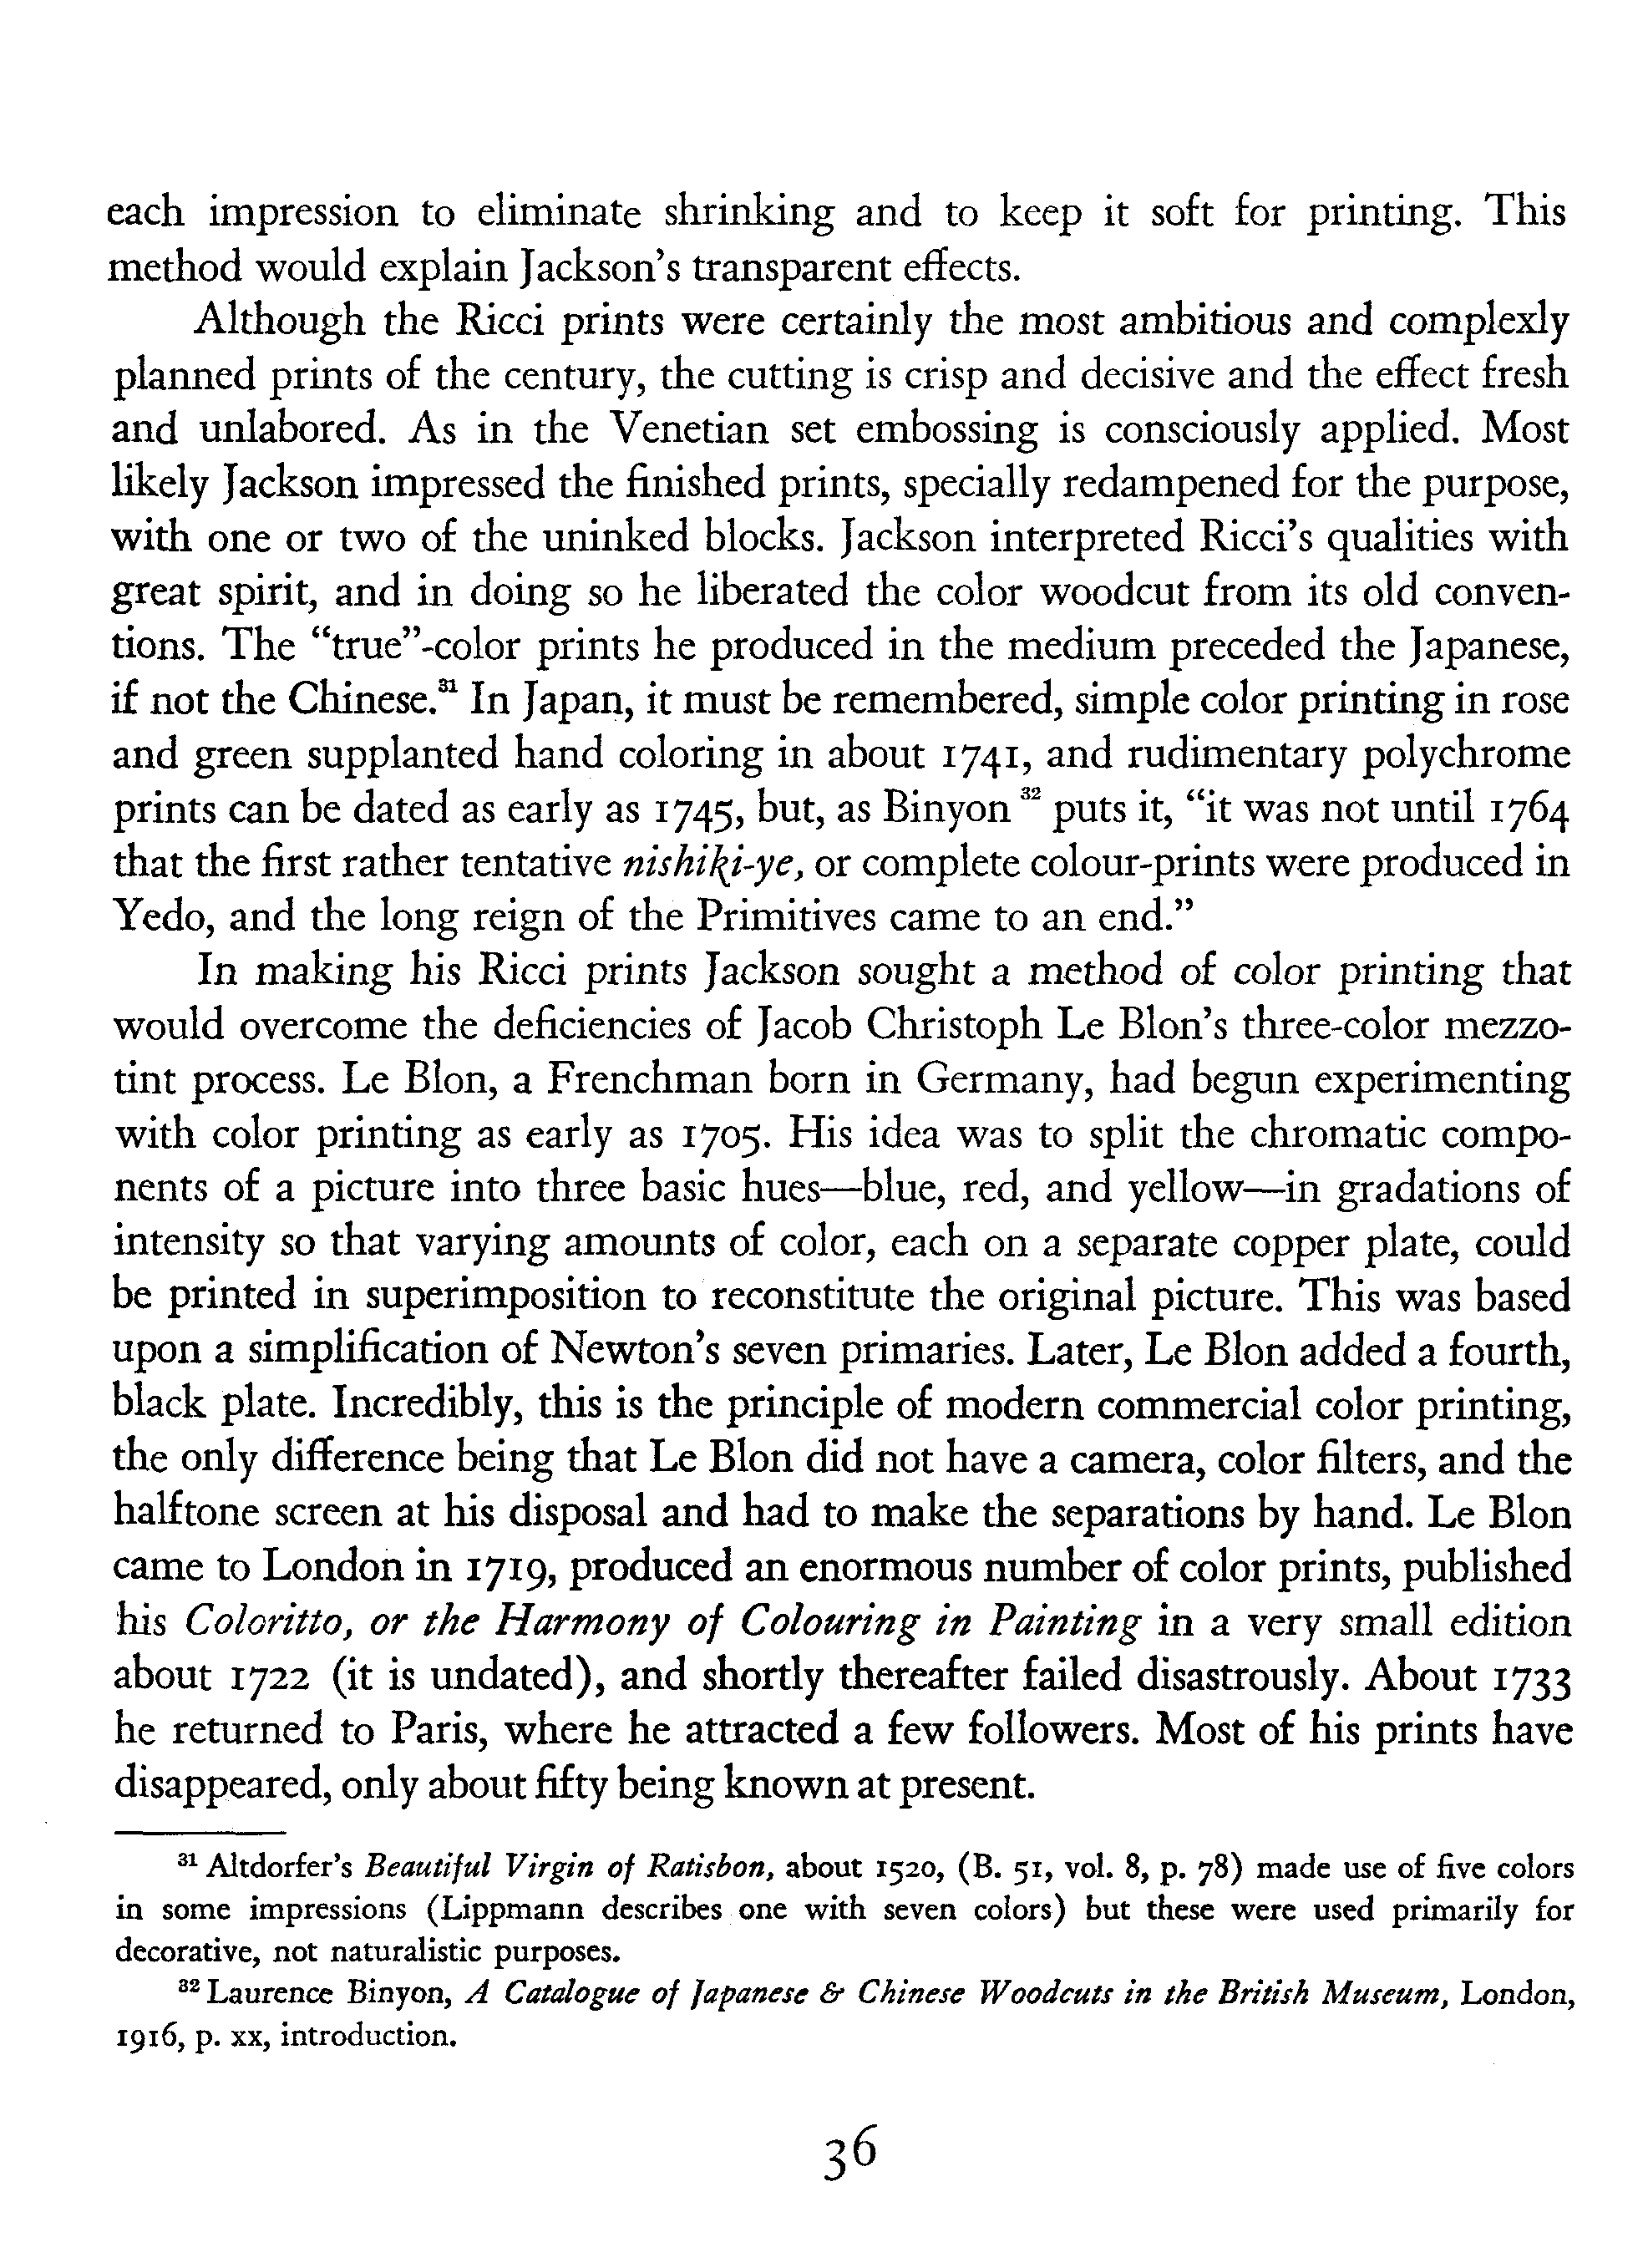 each impression to eliminate shrinking and to keep it soft for printing. This
method would explain Jackson's transparent effects.
Although the Ricci prints were certainly the most ambitious and complexly
planned prints of the century, the cutting is crisp and decisive and the effect fresh
and unlabored. As in the Venetian set embossing is consciously applied. Most
likely Jackson impressed the finished prints, specially redampened for the purpose,
with one or two of the uninked blocks. Jackson interpreted Ricci's qualities with
great spirit, and in doing so he liberated the color woodcut from its old conven-
tions. The “true”-color prints he produced in the medium preceded the Japanese,
if not the Chinese.³¹ In Japan, it must be remembered, simple color printing in rose
and green supplanted hand coloring in about 1741, and rudimentary polychrome
prints can be dated as early as 1745, but, as Binyon ³² puts it, “it was not until 1764
that the first rather tentative nishiki-ye, or complete colour-prints were produced in
Yedo, and the long reign of the Primitives came to an end.”
In making his Ricci prints Jackson sought a method of color printing that
would overcome the deficiencies of Jacob Christoph Le Blon's three-color mezzo-
tint process. Le Blon, a Frenchman born in Germany, had begun experimenting
with color printing as early as 1705. His idea was to split the chromatic compo-
nents of a picture into three basic hues—blue, red, and yellow—in gradations of
intensity so that varying amounts of color, each on a separate copper plate, could
be printed in superimposition to reconstitute the original picture. This was based
upon a simplification of Newton's seven primaries. Later, Le Blon added a fourth,
black plate. Incredibly, this is the principle of modern commercial color printing,
the only difference being that Le Blon did not have a camera, color filters, and the
halftone screen at his disposal and had to make the separations by hand. Le Blon
came to London in 1719, produced an enormous number of color prints, published
his Coloritto, or the Harmony of Colouring in Painting in a very small edition
about 1722 (it is undated), and shortly thereafter failed disastrously. About 1733
he returned to Paris, where he attracted a few followers. Most of his prints have
disappeared, only about fifty being known at present.
³¹ Altdorfer's Beautiful Virgin of Ratisbon, about 1520, (B. 51, vol. 8, p. 78) made use of five colors
in some impressions (Lippmann describes one with seven colors) but these were used primarily for
decorative, not naturalistic purposes.
³² Laurence Binyon, A Catalogue of Japanese & Chinese Woodcuts in the British Museum, London,
1916, p. xx, introduction.
36